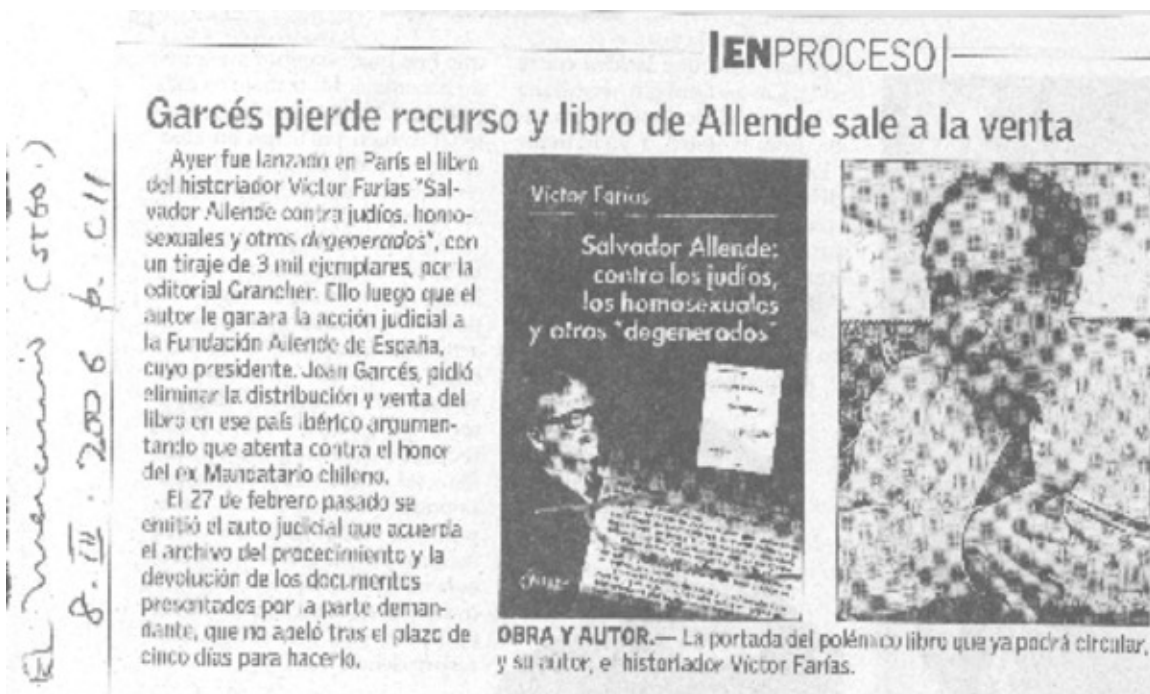 |ENPROCESO|
Garcés pierde recurso y libro de Allende sale a la venta
Ayer fue lanzado en París el libro
del historiador Víctor Farías "Sal-
vador Allende contra judíos, homo-
sexuales y otros degenerados", con
un tiraje de 3 mil ejemplares, por la
editorial Grancher. Ello luego que el
autor le ganara la acción judicial a
la Fundación Allende de España,
cuyo presidente, Joan Garcés, pidió
eliminar la distribución y venta del
libro en ese país ibérico argumen-
tando que atenta contra el honor
del ex Mandatario chileno.
El 27 de febrero pasado se
emitió el auto judicial que acuerda
el archivo del procedimiento y la
devolución de los documentos
presentados por la parte deman-
dante, que no apeló tras el plazo de
cinco días para hacerlo.
Víctor Farías
Salvador Allende:
contra los judíos,
los homosexuales
y otros "degenerados"
OBRA Y AUTOR.— La portada del polémico libro que ya podrá circular,
y su autor, el historiador Víctor Farías.
El Mercurio (Stgo.)
8.III.2006 p. C11